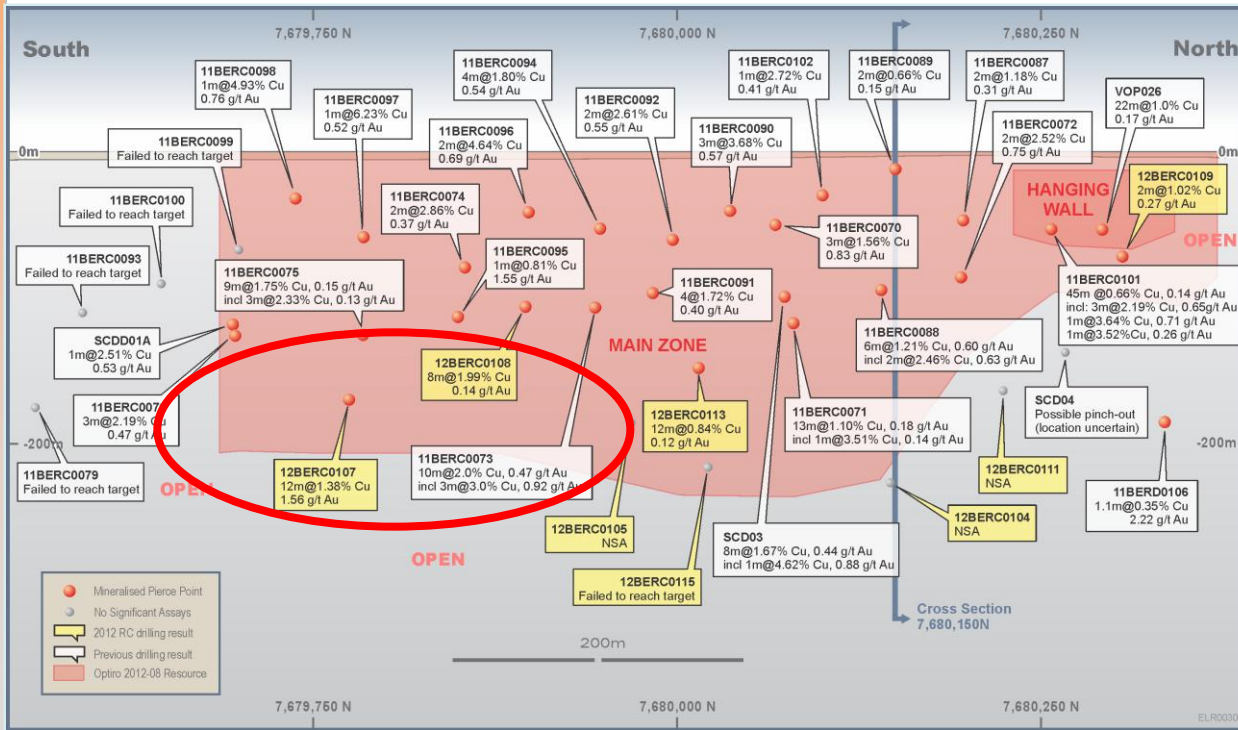 7,679,750 N
7,680,000 N
7,680,250 N
South
North
11BERC0098
1m@4.93% Cu
0.76 g/t Au
11BERC0097
1m@6.23% Cu
0.52 g/t Au
11BERC0094
4m@1.80% Cu
0.54 g/t Au
11BERC0096
2m@4.64% Cu
0.69 g/t Au
11BERC0092
2m@2.61% Cu
0.55 g/t Au
11BERC0102
1m@2.72% Cu
0.41 g/t Au
11BERC0090
3m@3.68% Cu
0.57 g/t Au
11BERC0089
2m@0.66% Cu
0.15 g/t Au
11BERC0087
2m@1.18% Cu
0.31 g/t Au
11BERC0072
2m@2.52% Cu
0.75 g/t Au
VOP026
22m@1.0% Cu
0.17 g/t Au
11BERC0099
Failed to reach target
0m
0m
12BERC0109
2m@1.02% Cu
0.27 g/t Au
HANGING
WALL
OPEN
11BERC0100
Failed to reach target
11BERC0074
2m@2.86% Cu
0.37 g/t Au
11BERC0095
1m@0.81% Cu
1.55 g/t Au
11BERC0070
3m@1.56% Cu
0.83 g/t Au
11BERC0093
Failed to reach target
11BERC0075
9m@1.75% Cu, 0.15 g/t Au
incl 3m@2.33% Cu, 0.13 g/t Au
11BERC0091
4@1.72% Cu
0.40 g/t Au
11BERC0101
45m @0.66% Cu, 0.14 g/t Au
incl: 3m@2.19% Cu, 0.65g/t Au
1m@3.64% Cu, 0.71 g/t Au
1m@3.52%Cu, 0.26 g/t Au
SCDD01A
1m@2.51% Cu
0.53 g/t Au
MAIN ZONE
11BERC0088
6m@1.21% Cu, 0.60 g/t Au
incl 2m@2.46% Cu, 0.63 g/t Au
12BERC0108
8m@1.99% Cu
0.14 g/t Au
11BERC007
3m@2.19% Cu
0.47 g/t Au
12BERC0113
12m@0.84% Cu
0.12 g/t Au
11BERC0071
13m@1.10% Cu, 0.18 g/t Au
incl 1m@3.51% Cu, 0.14 g/t Au
SCD04
Possible pinch-out
(location uncertain)
-200m
-200m
11BERC0079
Failed to reach target
OPEN
12BERC0107
12m@1.38% Cu
1.56 g/t Au
11BERC0073
10m@2.0% Cu, 0.47 g/t Au
incl 3m@3.0% Cu, 0.92 g/t Au
12BERC0111
NSA
11BERD0106
1.1m@0.35% Cu
2.22 g/t Au
12BERC0105
NSA
12BERC0104
NSA
SCD03
8m@1.67% Cu, 0.44 g/t Au
incl 1m@4.62% Cu, 0.88 g/t Au
OPEN
12BERC0115
Failed to reach target
Mineralised Pierce Point
No Significant Assays
2012 RC drilling result
Previous drilling result
Optiro 2012-08 Resource
Cross Section
7,680,150N
200m
7,679,750 N
7,680,000 N
7,680,250 N
ELR0030